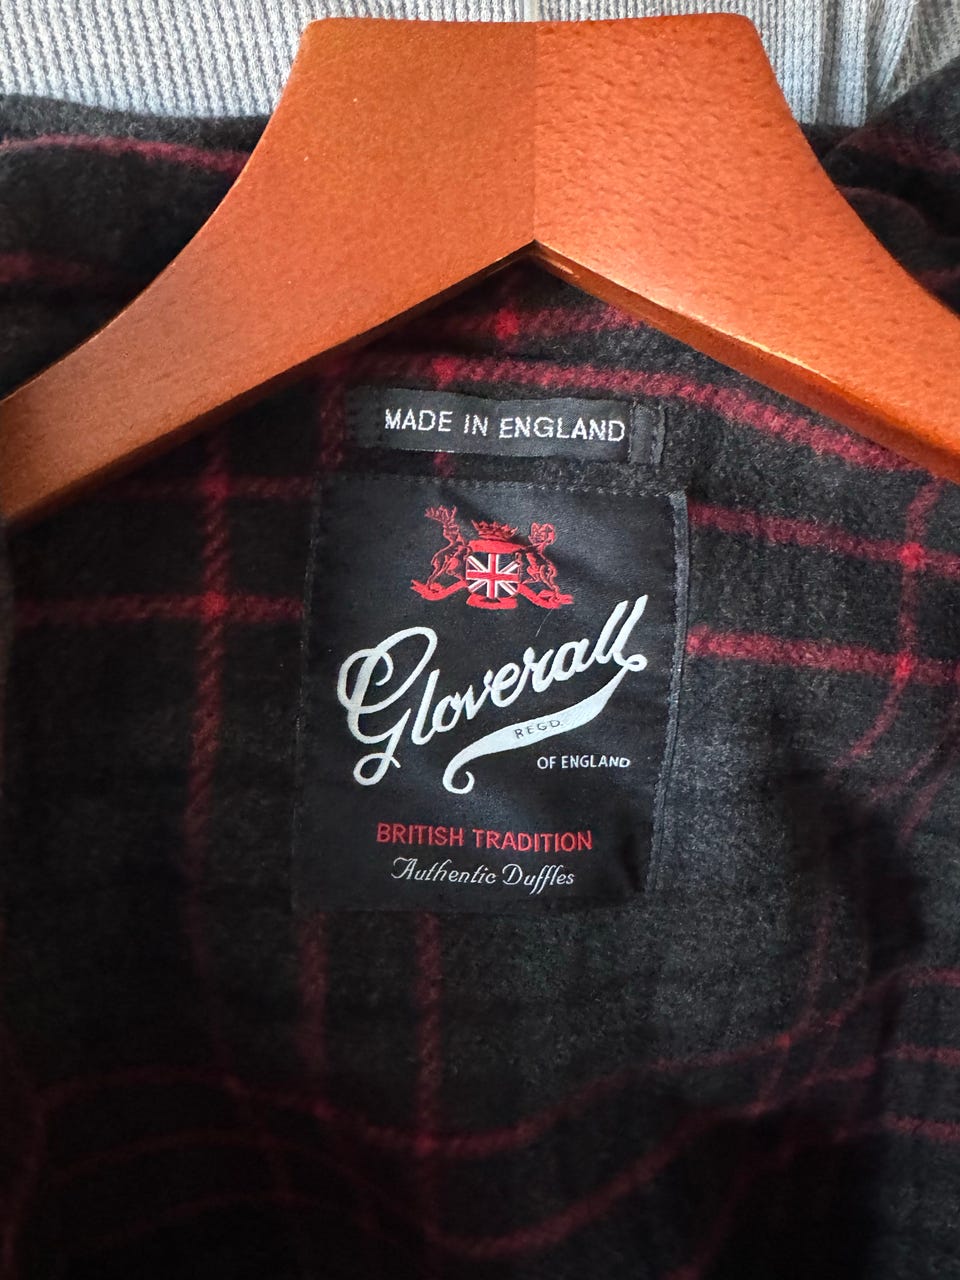 MADE IN ENGLAND
Gloverall
REGD.
OF ENGLAND
BRITISH TRADITION
Authentic Duffles